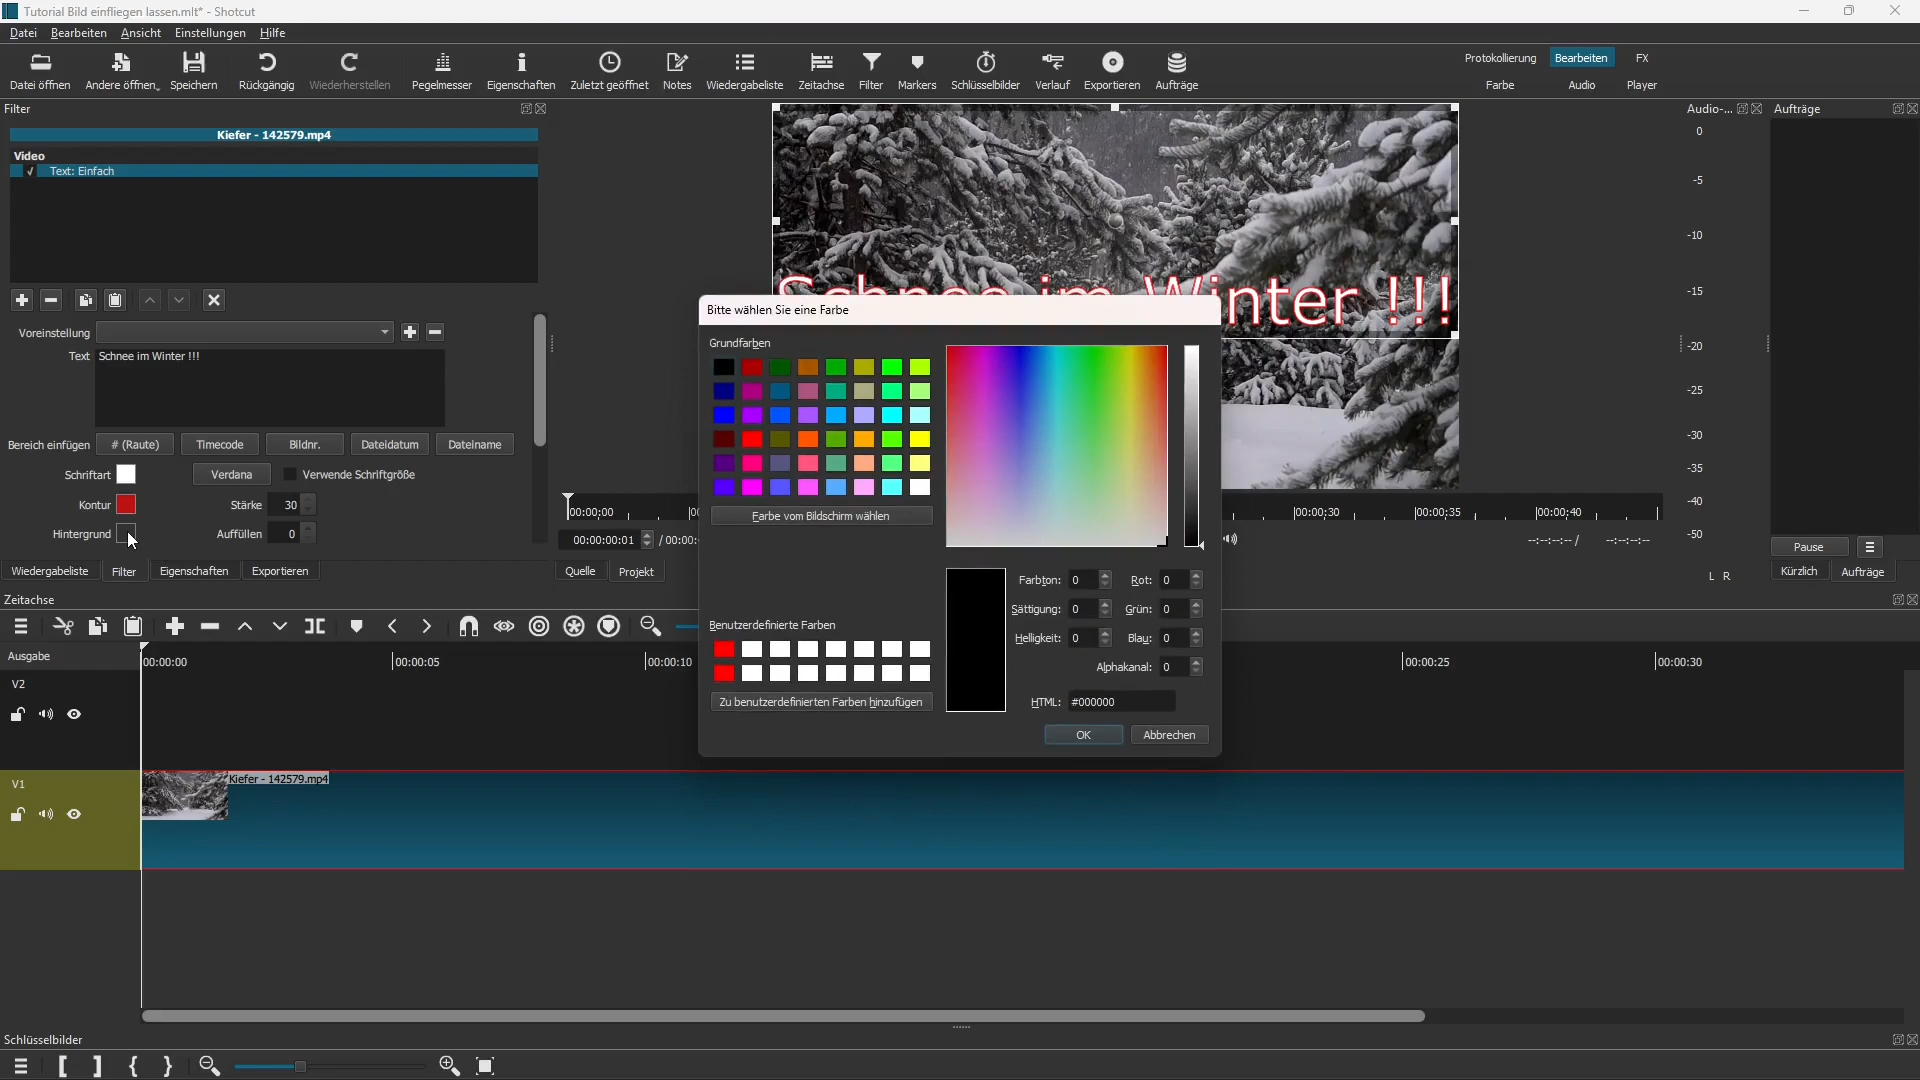 Tutorial Bild einfliegen lassen.mlt* - Shotcut
Datei Bearbeiten Ansicht Einstellungen Hilfe
Datei öffnen Andere öffnen. Speichern Rückgängig Wiederherstellen Pegelmesser Eigenschaften Zuletzt geöffnet Notes Wiedergabeliste Zeitachse Filter Markers Schlüsselbilder Verlauf Exportieren Aufträge
Protokollierung Bearbeiten FX
Farbe Audio Player
Filter
Kiefer - 142579.mp4
Video
Text: Einfach
Voreinstellung
Text Schnee im Winter !!!
Bereich einfügen # (Raute) Timecode Bildnr. Dateidatum Dateiname
Schriftart Verdana Verwende Schriftgröße
Kontur Stärke 30
Hintergrund Auffüllen 0
Wiedergabeliste Filter Eigenschaften Exportieren
Schnee im Winter !!!
00:00:00 00:00:30 00:00:35 00:00:40
00:00:00:01 / 00:00: --:--:--:-- / --:--:--:--
Quelle Projekt
Audio-...
0
-5
-10
-15
-20
-25
-30
-35
-40
-50
L R
Aufträge
Pause
Kürzlich Aufträge
Bitte wählen Sie eine Farbe
Grundfarben
Farbe vom Bildschirm wählen
Benutzerdefinierte Farben
Zu benutzerdefinierten Farben hinzufügen
Farbton: 0 Rot: 0
Sättigung: 0 Grün: 0
Helligkeit: 0 Blau: 0
Alphakanal: 0
HTML: #000000
OK Abbrechen
Zeitachse
Ausgabe
00:00:00 00:00:05 00:00:10 00:00:25 00:00:30
V2
V1
Kiefer - 142579.mp4
Schlüsselbilder